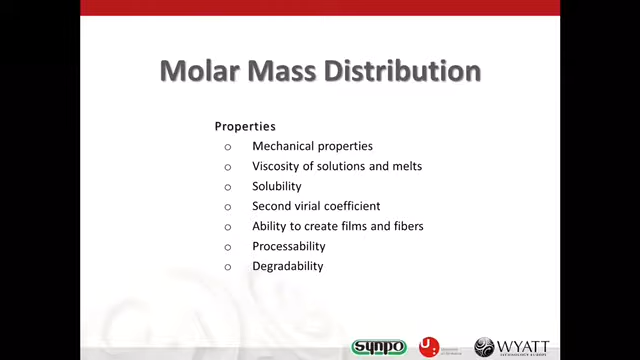 Molar Mass Distribution
Properties
o Mechanical properties
o Viscosity of solutions and melts
o Solubility
o Second virial coefficient
o Ability to create films and fibers
o Processability
o Degradability
synpo
WYATT